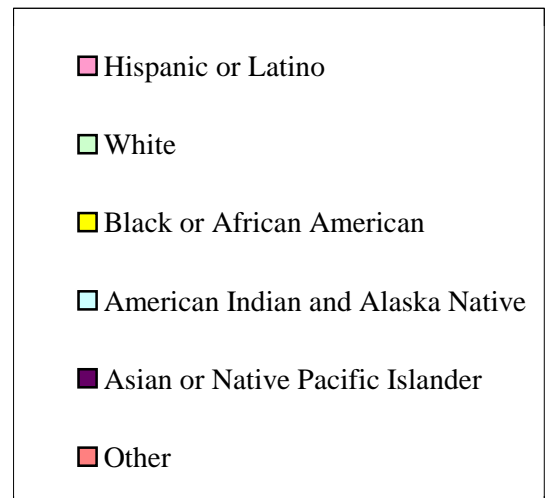 Hispanic or Latino
White
Black or African American
American Indian and Alaska Native
Asian or Native Pacific Islander
Other